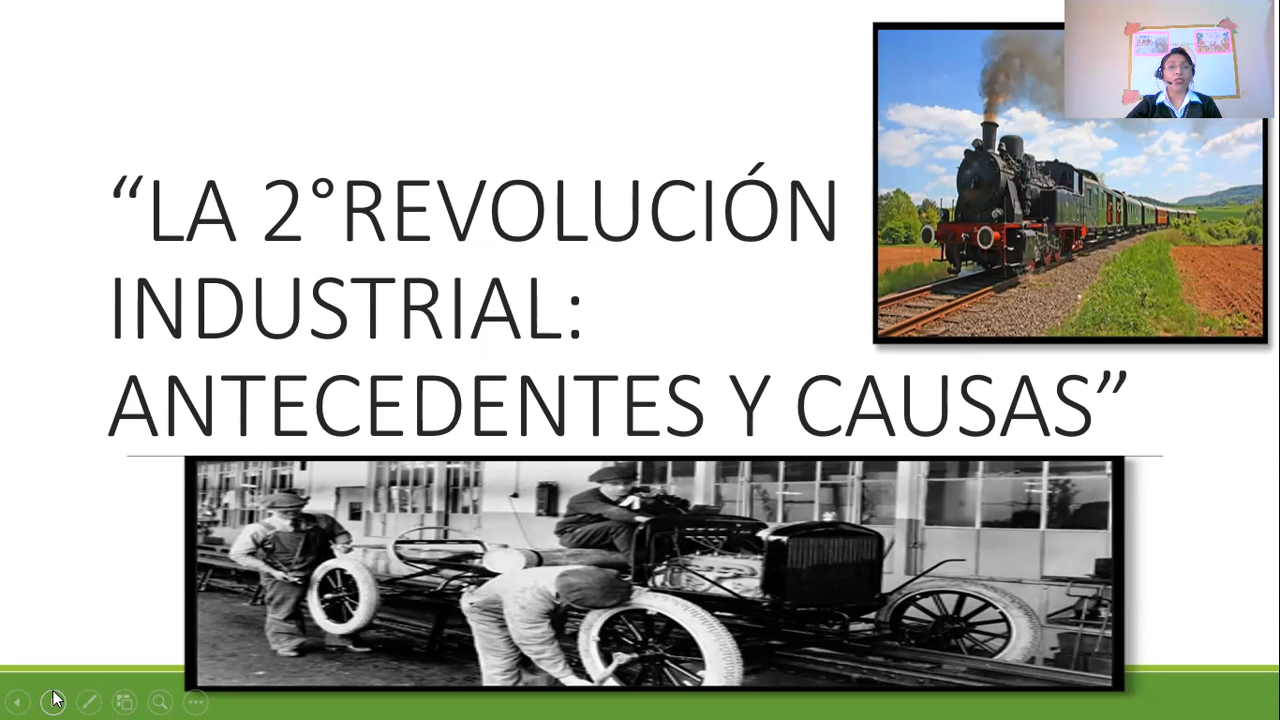 “LA 2°REVOLUCIÓN
INDUSTRIAL:
ANTECEDENTES Y CAUSAS”